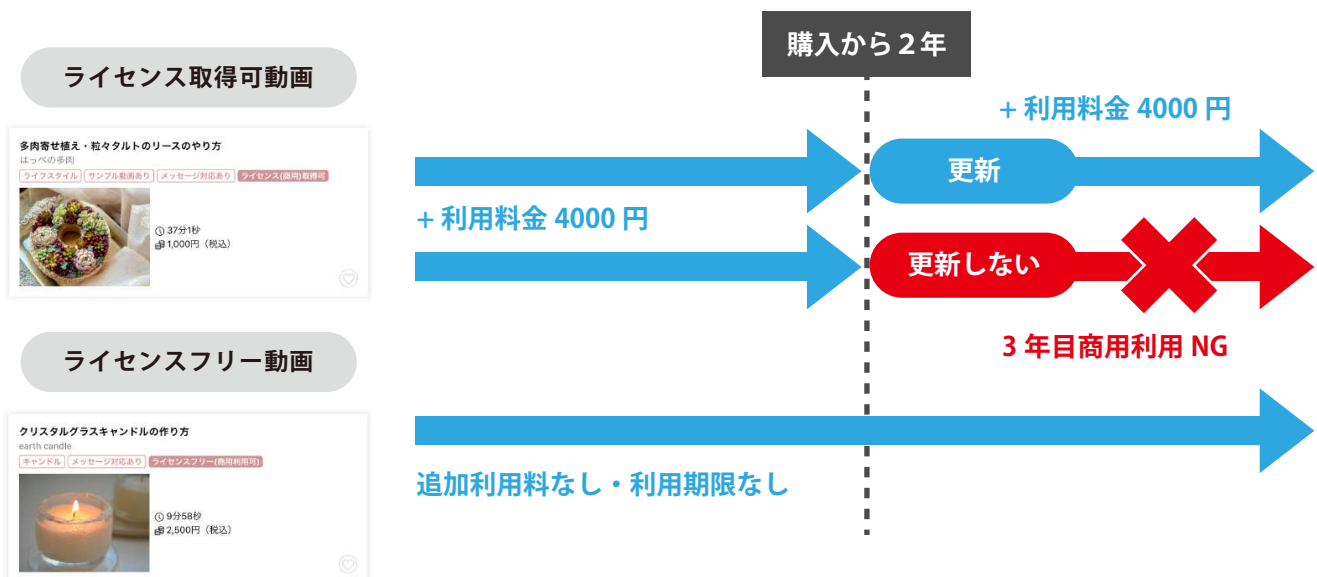 購入から2年
ライセンス取得可動画
+ 利用料金 4000 円
多肉寄せ植え・粒々タルトのリースのやり方
はっぺの多肉
ライフスタイル サンプル動画あり メッセージ対応あり ライセンス(商用)取得可
更新
+ 利用料金 4000 円
37分1秒
1,000円（税込）
更新しない
3 年目商用利用 NG
ライセンスフリー動画
クリスタルグラスキャンドルの作り方
earth candle
キャンドル メッセージ対応あり ライセンスフリー(商用利用可)
追加利用料なし・利用期限なし
9分58秒
2,500円（税込）